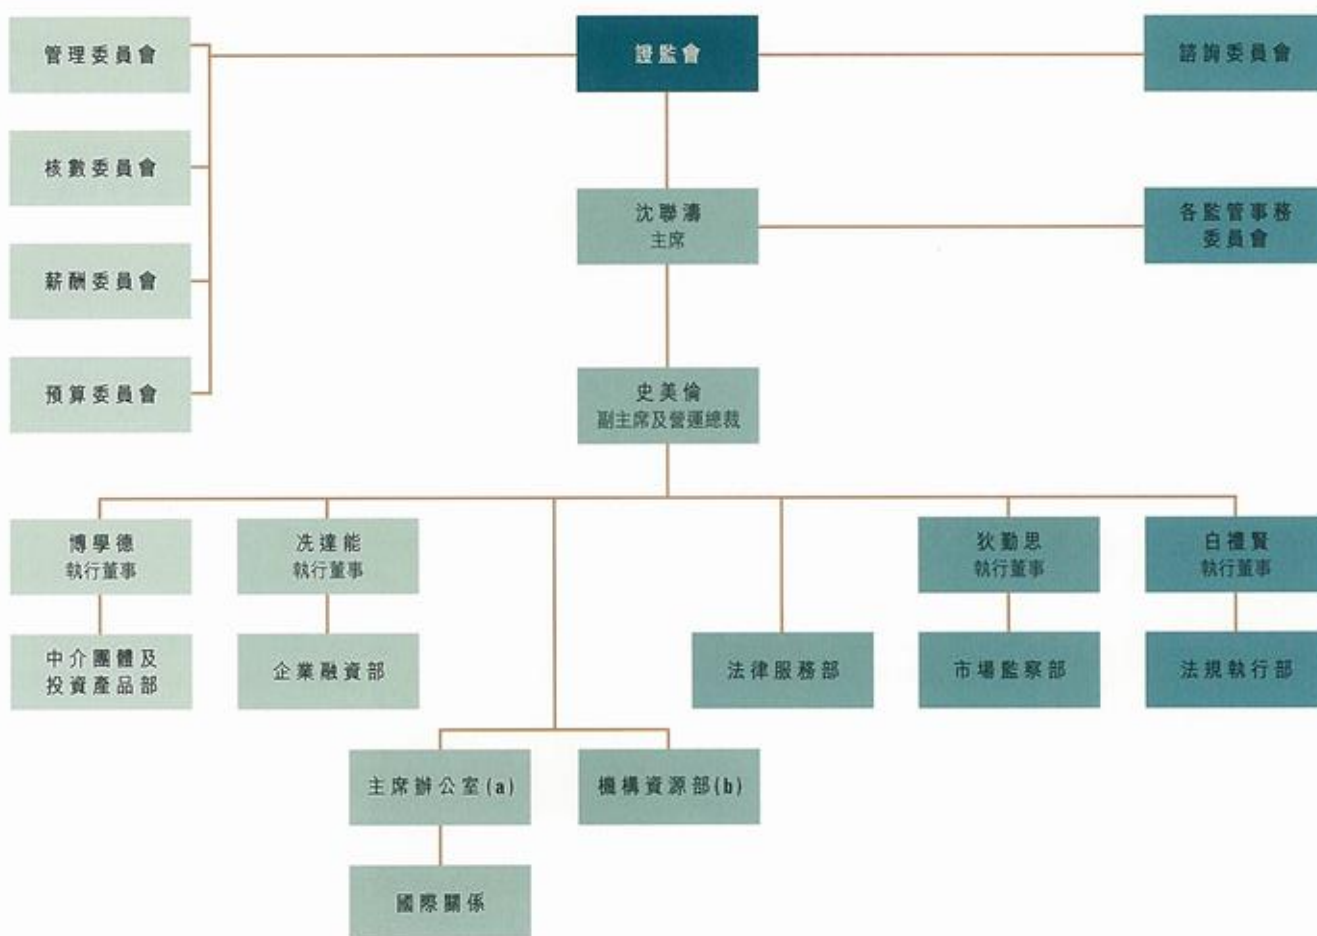 管理委員會
證監會
諮詢委員會
核數委員會
沈聯濤
主席
各監管事務
委員會
薪酬委員會
預算委員會
史美倫
副主席及營運總裁
博學德
執行董事
冼達能
執行董事
狄勤思
執行董事
白禮賢
執行董事
中介團體及
投資產品部
企業融資部
法律服務部
市場監察部
法規執行部
主席辦公室(a)
機構資源部(b)
國際關係